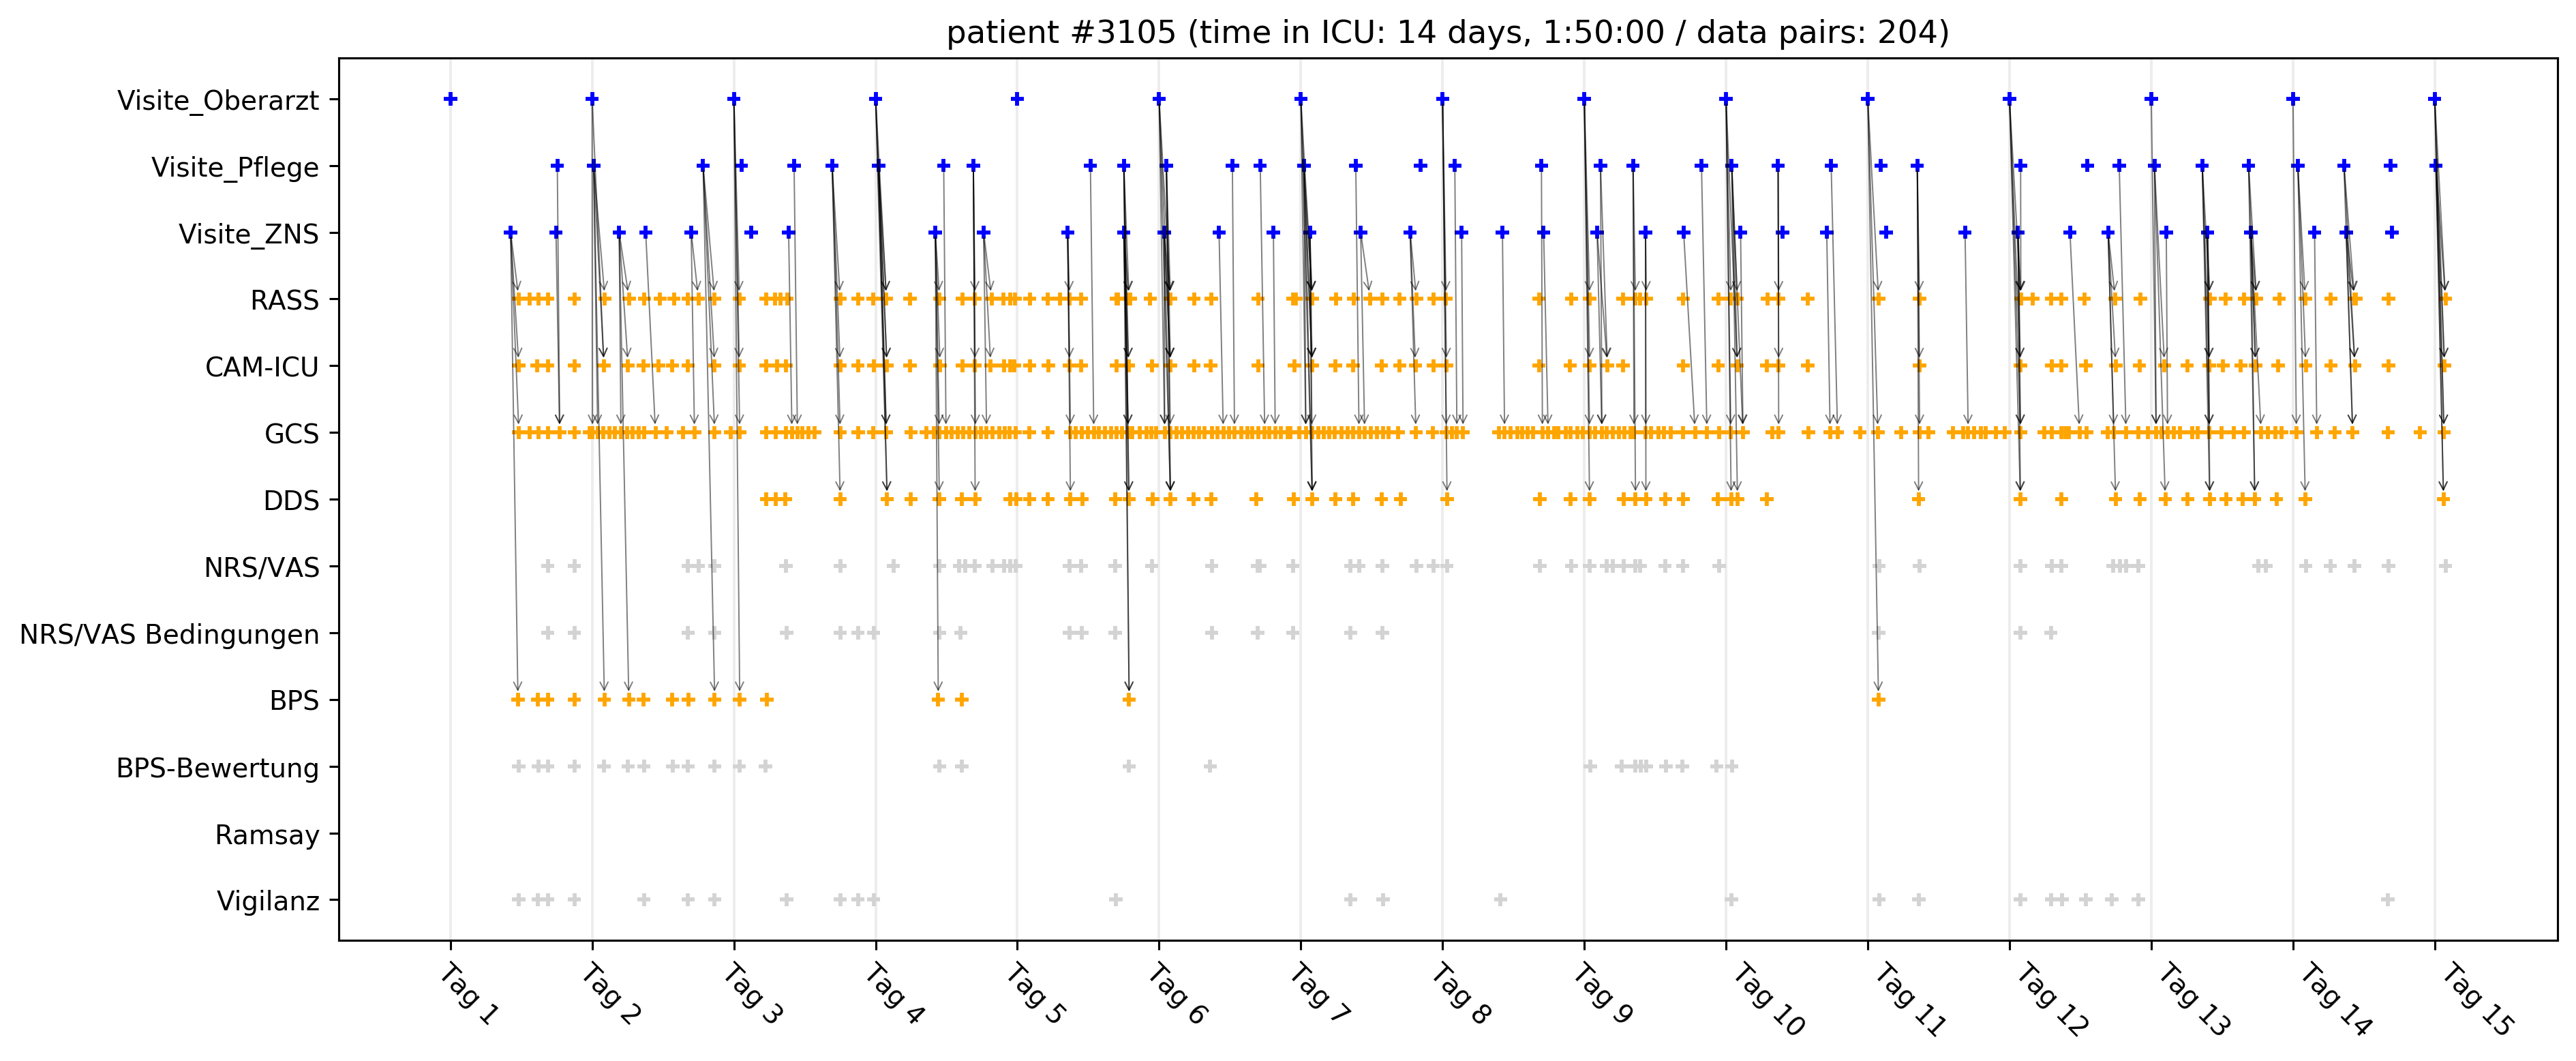 patient #3105 (time in ICU: 14 days, 1:50:00 / data pairs: 204)
Visite_Oberarzt
Visite_Pflege
Visite_ZNS
RASS
CAM-ICU
GCS
DDS
NRS/VAS
NRS/VAS Bedingungen
BPS
BPS-Bewertung
Ramsay
Vigilanz
Tag 1
Tag 2
Tag 3
Tag 4
Tag 5
Tag 6
Tag 7
Tag 8
Tag 9
Tag 10
Tag 11
Tag 12
Tag 13
Tag 14
Tag 15